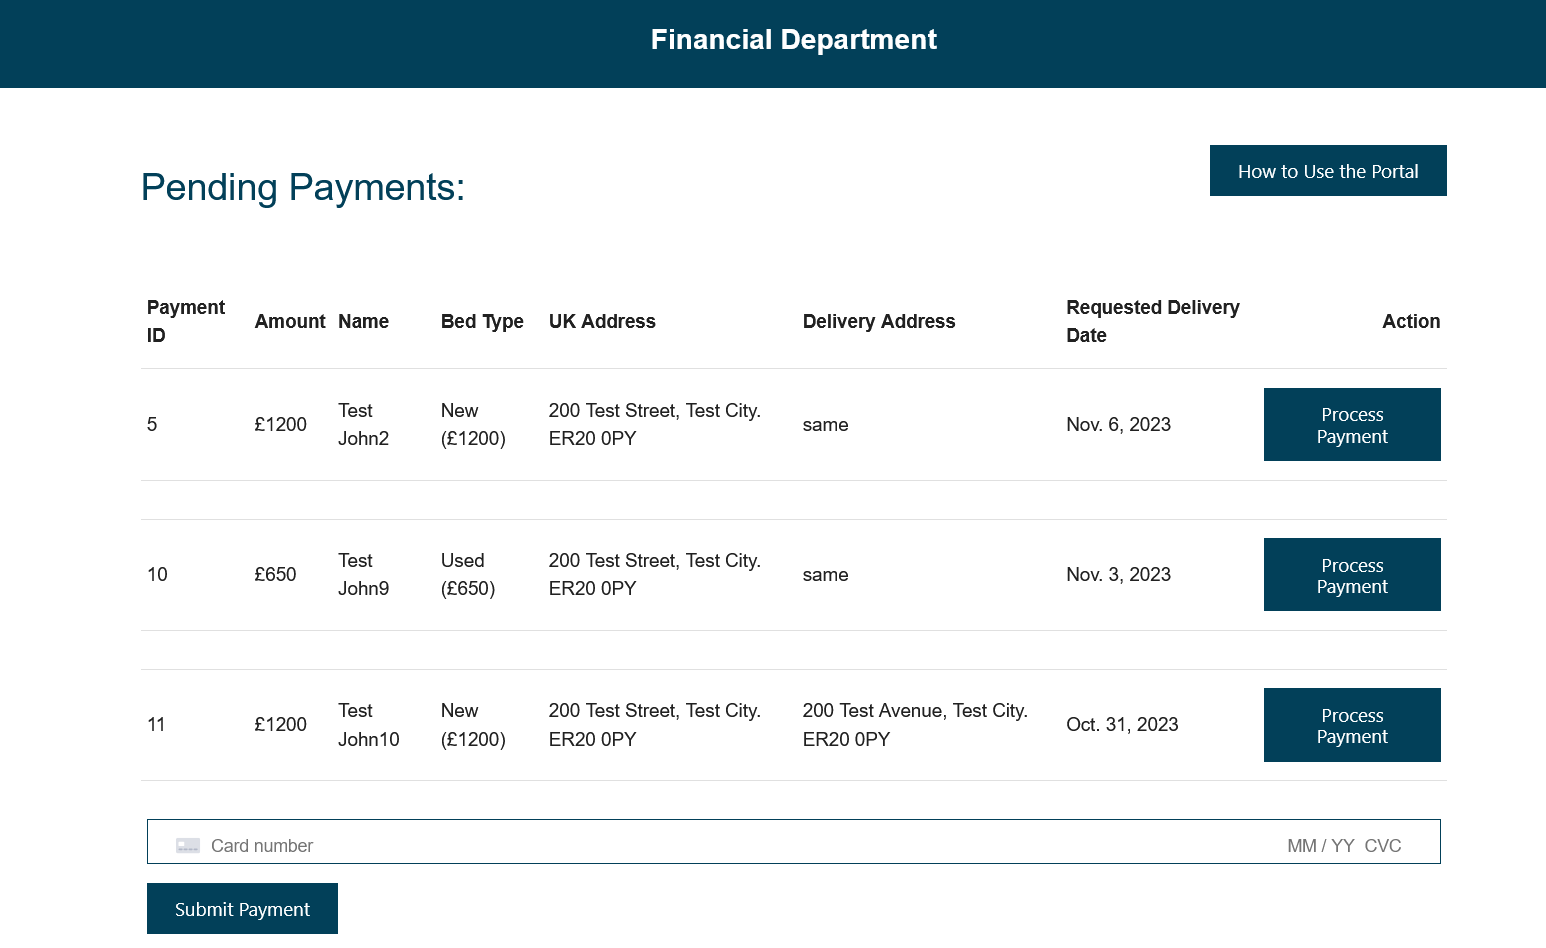 Financial Department
Pending Payments:
How to Use the Portal
Payment ID Amount Name Bed Type UK Address Delivery Address Requested Delivery Date Action
5 £1200 Test John2 New (£1200) 200 Test Street, Test City. ER20 0PY same Nov. 6, 2023 Process Payment
10 £650 Test John9 Used (£650) 200 Test Street, Test City. ER20 0PY same Nov. 3, 2023 Process Payment
11 £1200 Test John10 New (£1200) 200 Test Street, Test City. ER20 0PY 200 Test Avenue, Test City. ER20 0PY Oct. 31, 2023 Process Payment
Card number MM / YY CVC
Submit Payment